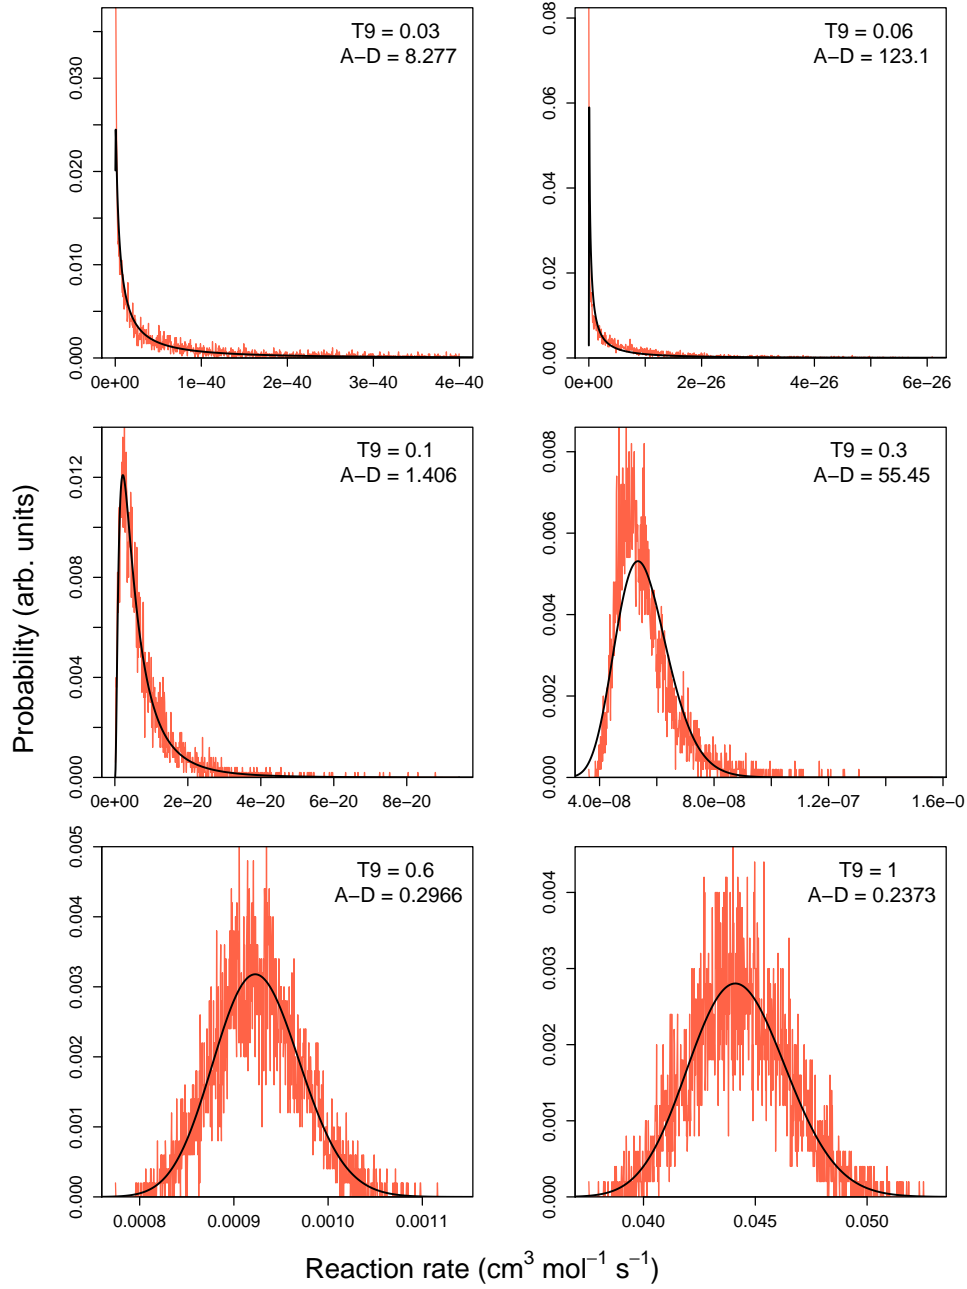 T9 = 0.03
A−D = 8.277
0.000
0.010
0.020
0.030
0e+00
1e−40
2e−40
3e−40
4e−40
T9 = 0.06
A−D = 123.1
0.00
0.02
0.04
0.06
0.08
0e+00
2e−26
4e−26
6e−26
T9 = 0.1
A−D = 1.406
0.000
0.004
0.008
0.012
0e+00
2e−20
4e−20
6e−20
8e−20
T9 = 0.3
A−D = 55.45
0.000
0.002
0.004
0.006
0.008
4.0e−08
8.0e−08
1.2e−07
1.6e−0
T9 = 0.6
A−D = 0.2966
0.000
0.001
0.002
0.003
0.004
0.005
0.0008
0.0009
0.0010
0.0011
T9 = 1
A−D = 0.2373
0.000
0.001
0.002
0.003
0.004
0.040
0.045
0.050
Probability (arb. units)
Reaction rate (cm³ mol⁻¹ s⁻¹)